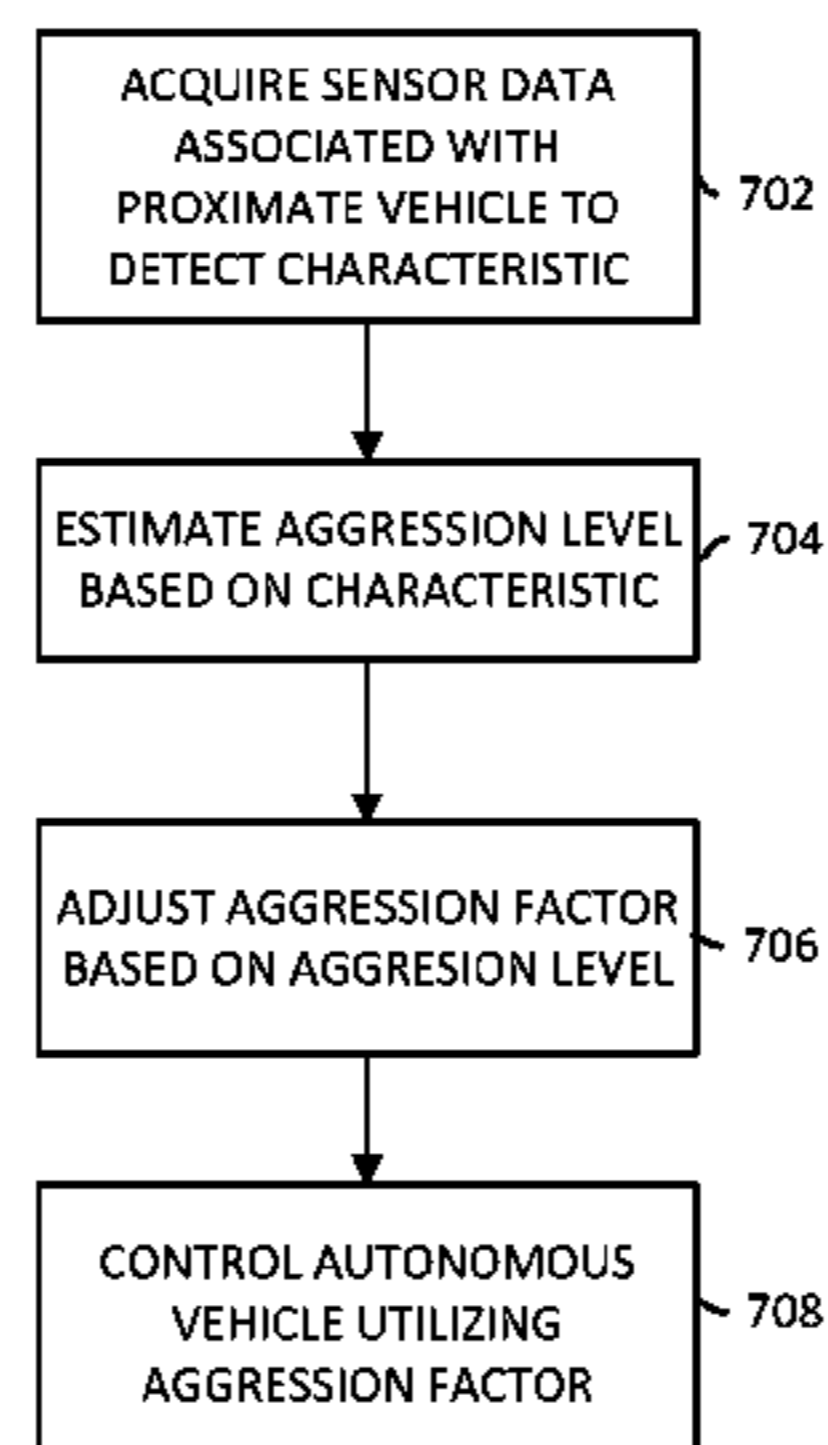 ACQUIRE SENSOR DATA
ASSOCIATED WITH
PROXIMATE VEHICLE TO
DETECT CHARACTERISTIC
702
ESTIMATE AGGRESSION LEVEL
BASED ON CHARACTERISTIC
704
ADJUST AGGRESSION FACTOR
BASED ON AGGRESION LEVEL
706
CONTROL AUTONOMOUS
VEHICLE UTILIZING
AGGRESSION FACTOR
708